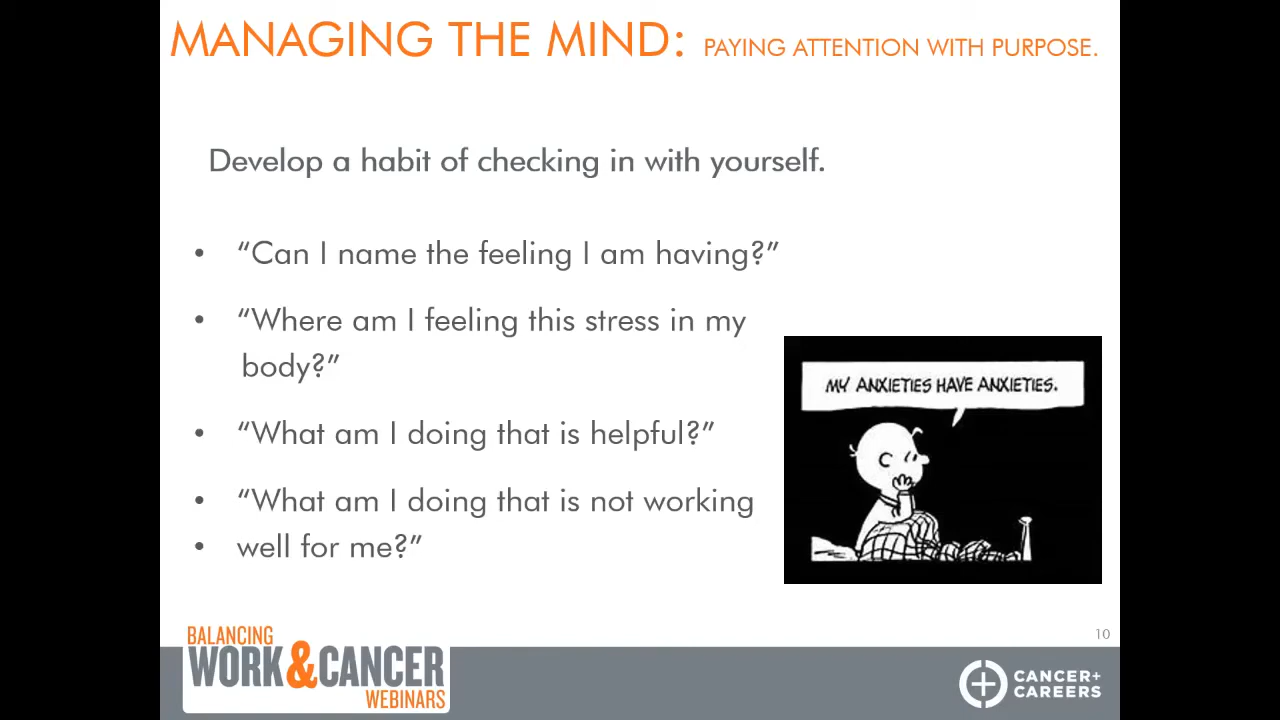 MANAGING THE MIND: PAYING ATTENTION WITH PURPOSE.
Develop a habit of checking in with yourself.
• “Can I name the feeling I am having?”
• “Where am I feeling this stress in my
body?”
• “What am I doing that is helpful?”
• “What am I doing that is not working
• well for me?”
MY ANXIETIES HAVE ANXIETIES.
10
BALANCING
WORK & CANCER
WEBINARS
CANCER+
CAREERS